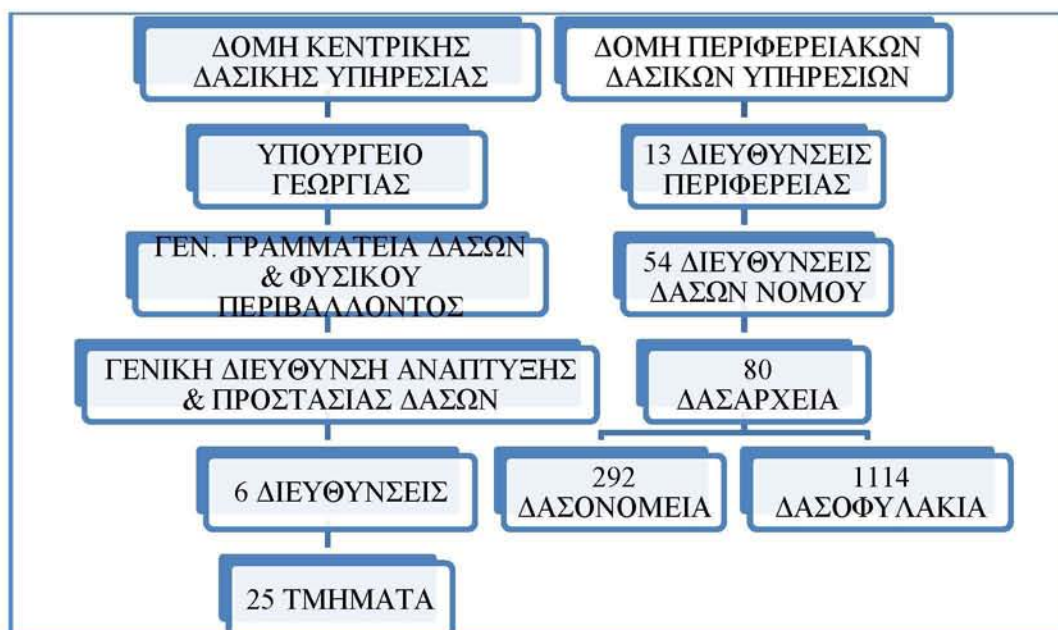 ΔΟΜΗ ΚΕΝΤΡΙΚΗΣ
ΔΑΣΙΚΗΣ ΥΠΗΡΕΣΙΑΣ
ΥΠΟΥΡΓΕΙΟ
ΓΕΩΡΓΙΑΣ
ΓΕΝ. ΓΡΑΜΜΑΤΕΙΑ ΔΑΣΩΝ
& ΦΥΣΙΚΟΥ
ΠΕΡΙΒΑΛΛΟΝΤΟΣ
ΓΕΝΙΚΗ ΔΙΕΥΘΥΝΣΗ ΑΝΑΠΤΥΞΗΣ
& ΠΡΟΣΤΑΣΙΑΣ ΔΑΣΩΝ
6 ΔΙΕΥΘΥΝΣΕΙΣ
25 ΤΜΗΜΑΤΑ
ΔΟΜΗ ΠΕΡΙΦΕΡΕΙΑΚΩΝ
ΔΑΣΙΚΩΝ ΥΠΗΡΕΣΙΩΝ
13 ΔΙΕΥΘΥΝΣΕΙΣ
ΠΕΡΙΦΕΡΕΙΑΣ
54 ΔΙΕΥΘΥΝΣΕΙΣ
ΔΑΣΩΝ ΝΟΜΟΥ
80
ΔΑΣΑΡΧΕΙΑ
292
ΔΑΣΟΝΟΜΕΙΑ
1114
ΔΑΣΟΦΥΛΑΚΙΑ